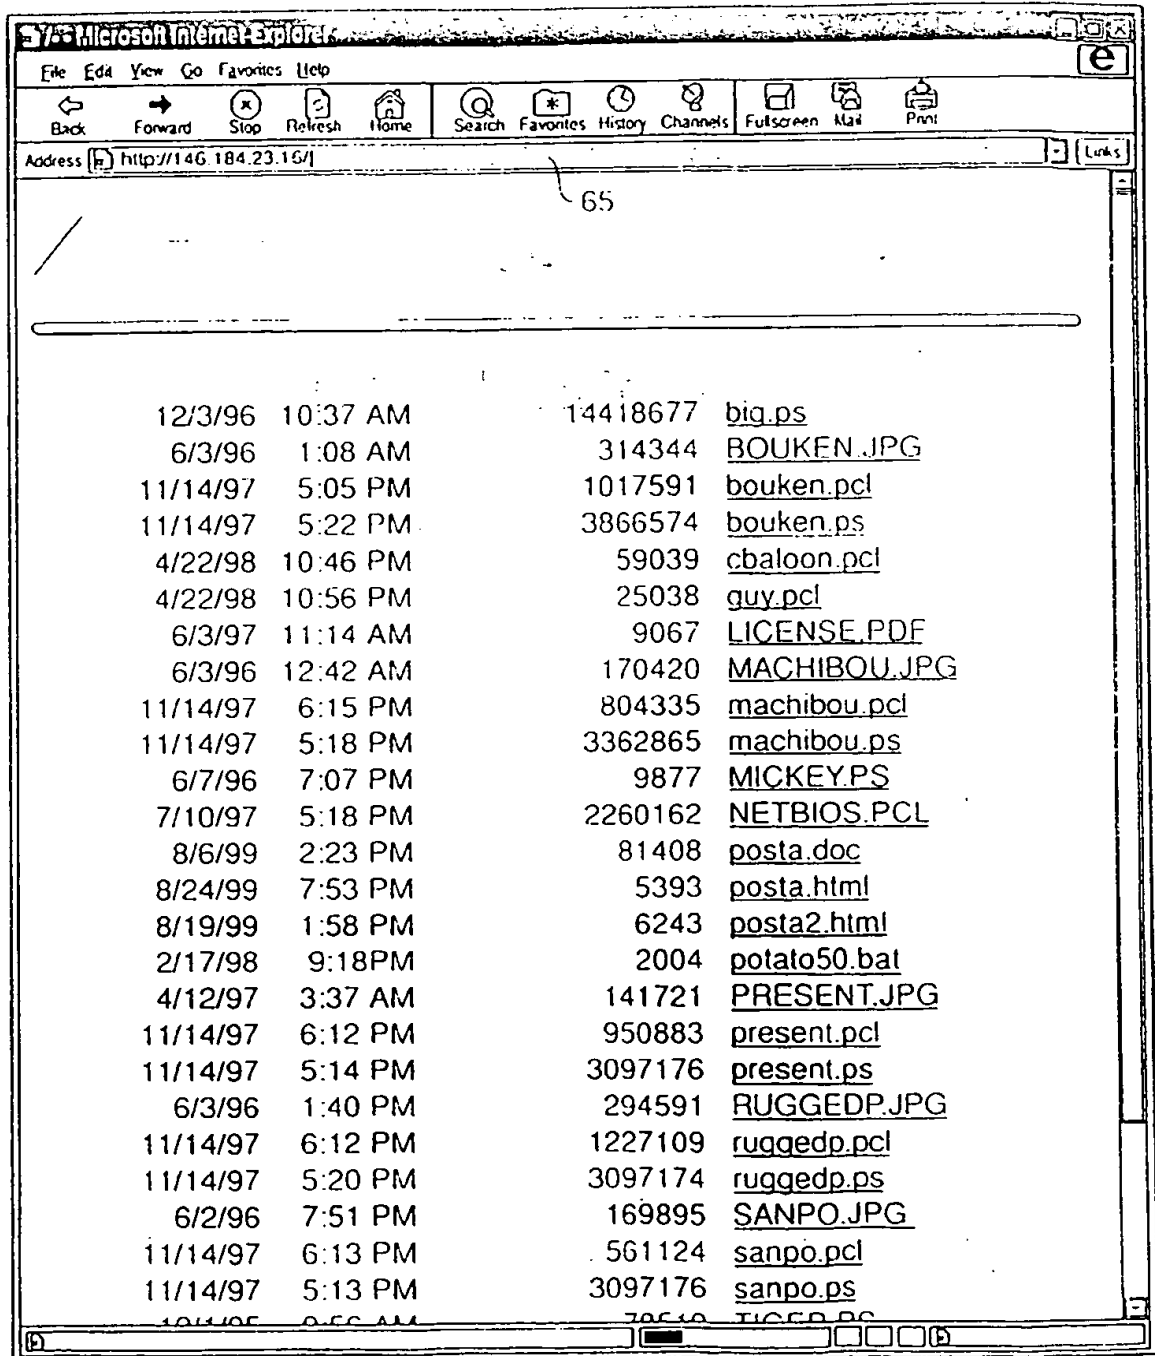 Microsoft Internet Explorer
File Edit View Go Favorites Help
Back Forward Stop Refresh Home Search Favorites History Channels Fullscreen Mail Print
Address http://146.184.23.16/ Links
65
/
12/3/96 10:37 AM 14418677 big.ps
6/3/96 1:08 AM 314344 BOUKEN.JPG
11/14/97 5:05 PM 1017591 bouken.pcl
11/14/97 5:22 PM 3866574 bouken.ps
4/22/98 10:46 PM 59039 cbaloon.pcl
4/22/98 10:56 PM 25038 guy.pcl
6/3/97 11:14 AM 9067 LICENSE.PDF
6/3/96 12:42 AM 170420 MACHIBOU.JPG
11/14/97 6:15 PM 804335 machibou.pcl
11/14/97 5:18 PM 3362865 machibou.ps
6/7/96 7:07 PM 9877 MICKEY.PS
7/10/97 5:18 PM 2260162 NETBIOS.PCL
8/6/99 2:23 PM 81408 posta.doc
8/24/99 7:53 PM 5393 posta.html
8/19/99 1:58 PM 6243 posta2.html
2/17/98 9:18PM 2004 potato50.bat
4/12/97 3:37 AM 141721 PRESENT.JPG
11/14/97 6:12 PM 950883 present.pcl
11/14/97 5:14 PM 3097176 present.ps
6/3/96 1:40 PM 294591 RUGGEDP.JPG
11/14/97 6:12 PM 1227109 ruggedp.pcl
11/14/97 5:20 PM 3097174 ruggedp.ps
6/2/96 7:51 PM 169895 SANPO.JPG
11/14/97 6:13 PM 561124 sanpo.pcl
11/14/97 5:13 PM 3097176 sanpo.ps